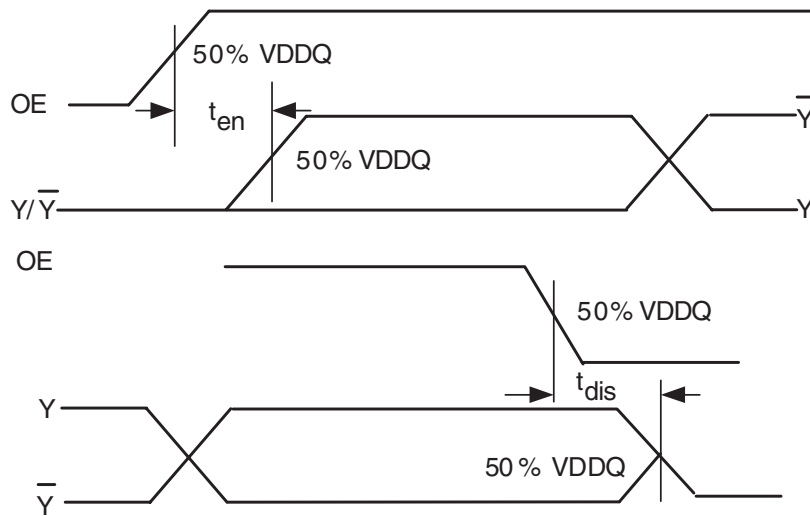 50% VDDQ
OE
t_en
Y̅
50% VDDQ
Y/Y̅
Y
OE
50% VDDQ
t_dis
Y
50% VDDQ
Y̅